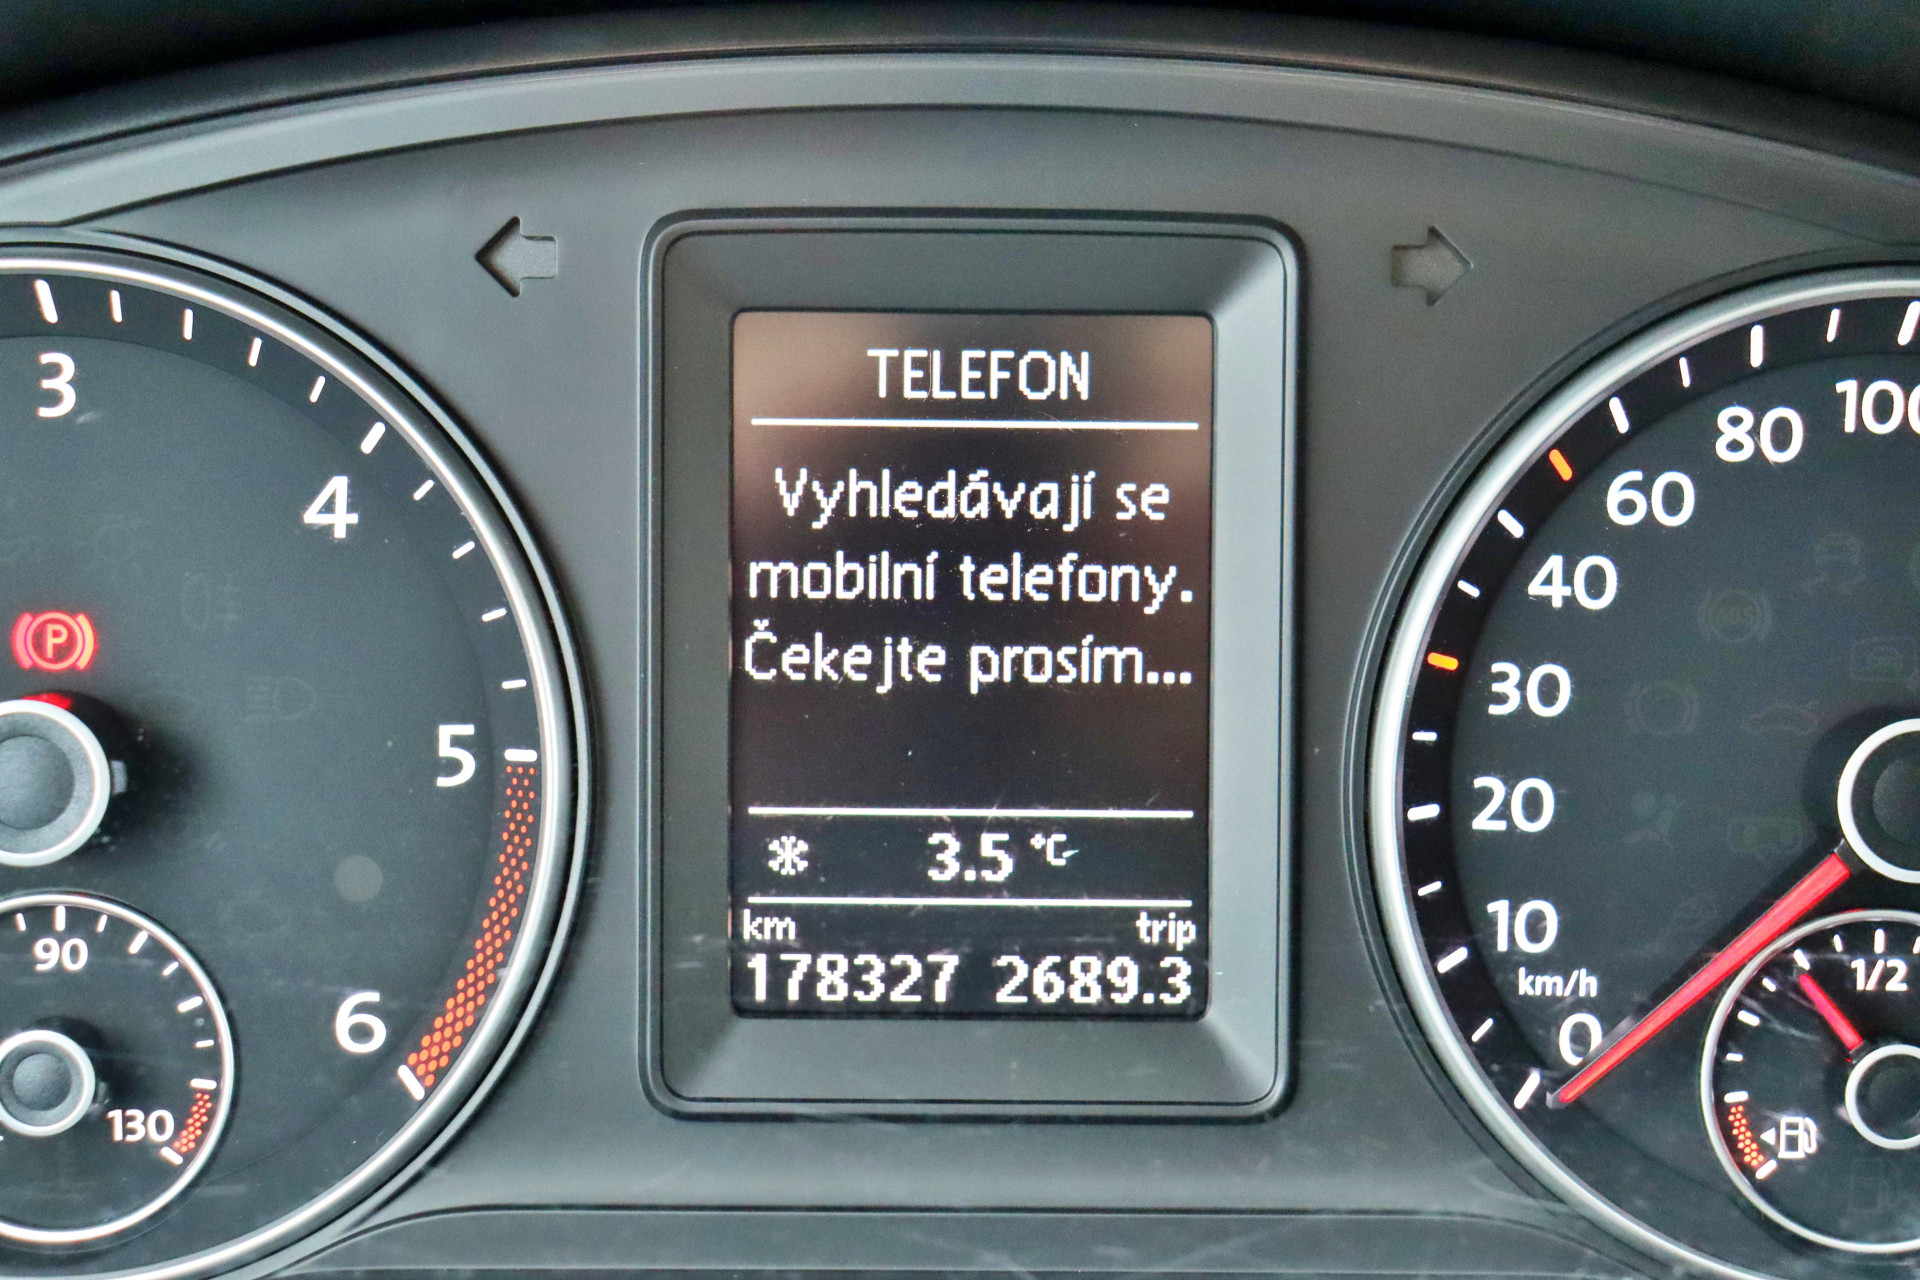 TELEFON
Vyhledávají se
mobilní telefony.
Čekejte prosím...
3.5 °C
km trip
178327 2689.3
3
4
5
6
P
90
130
100
80
60
40
30
20
10
km/h
0
1/2